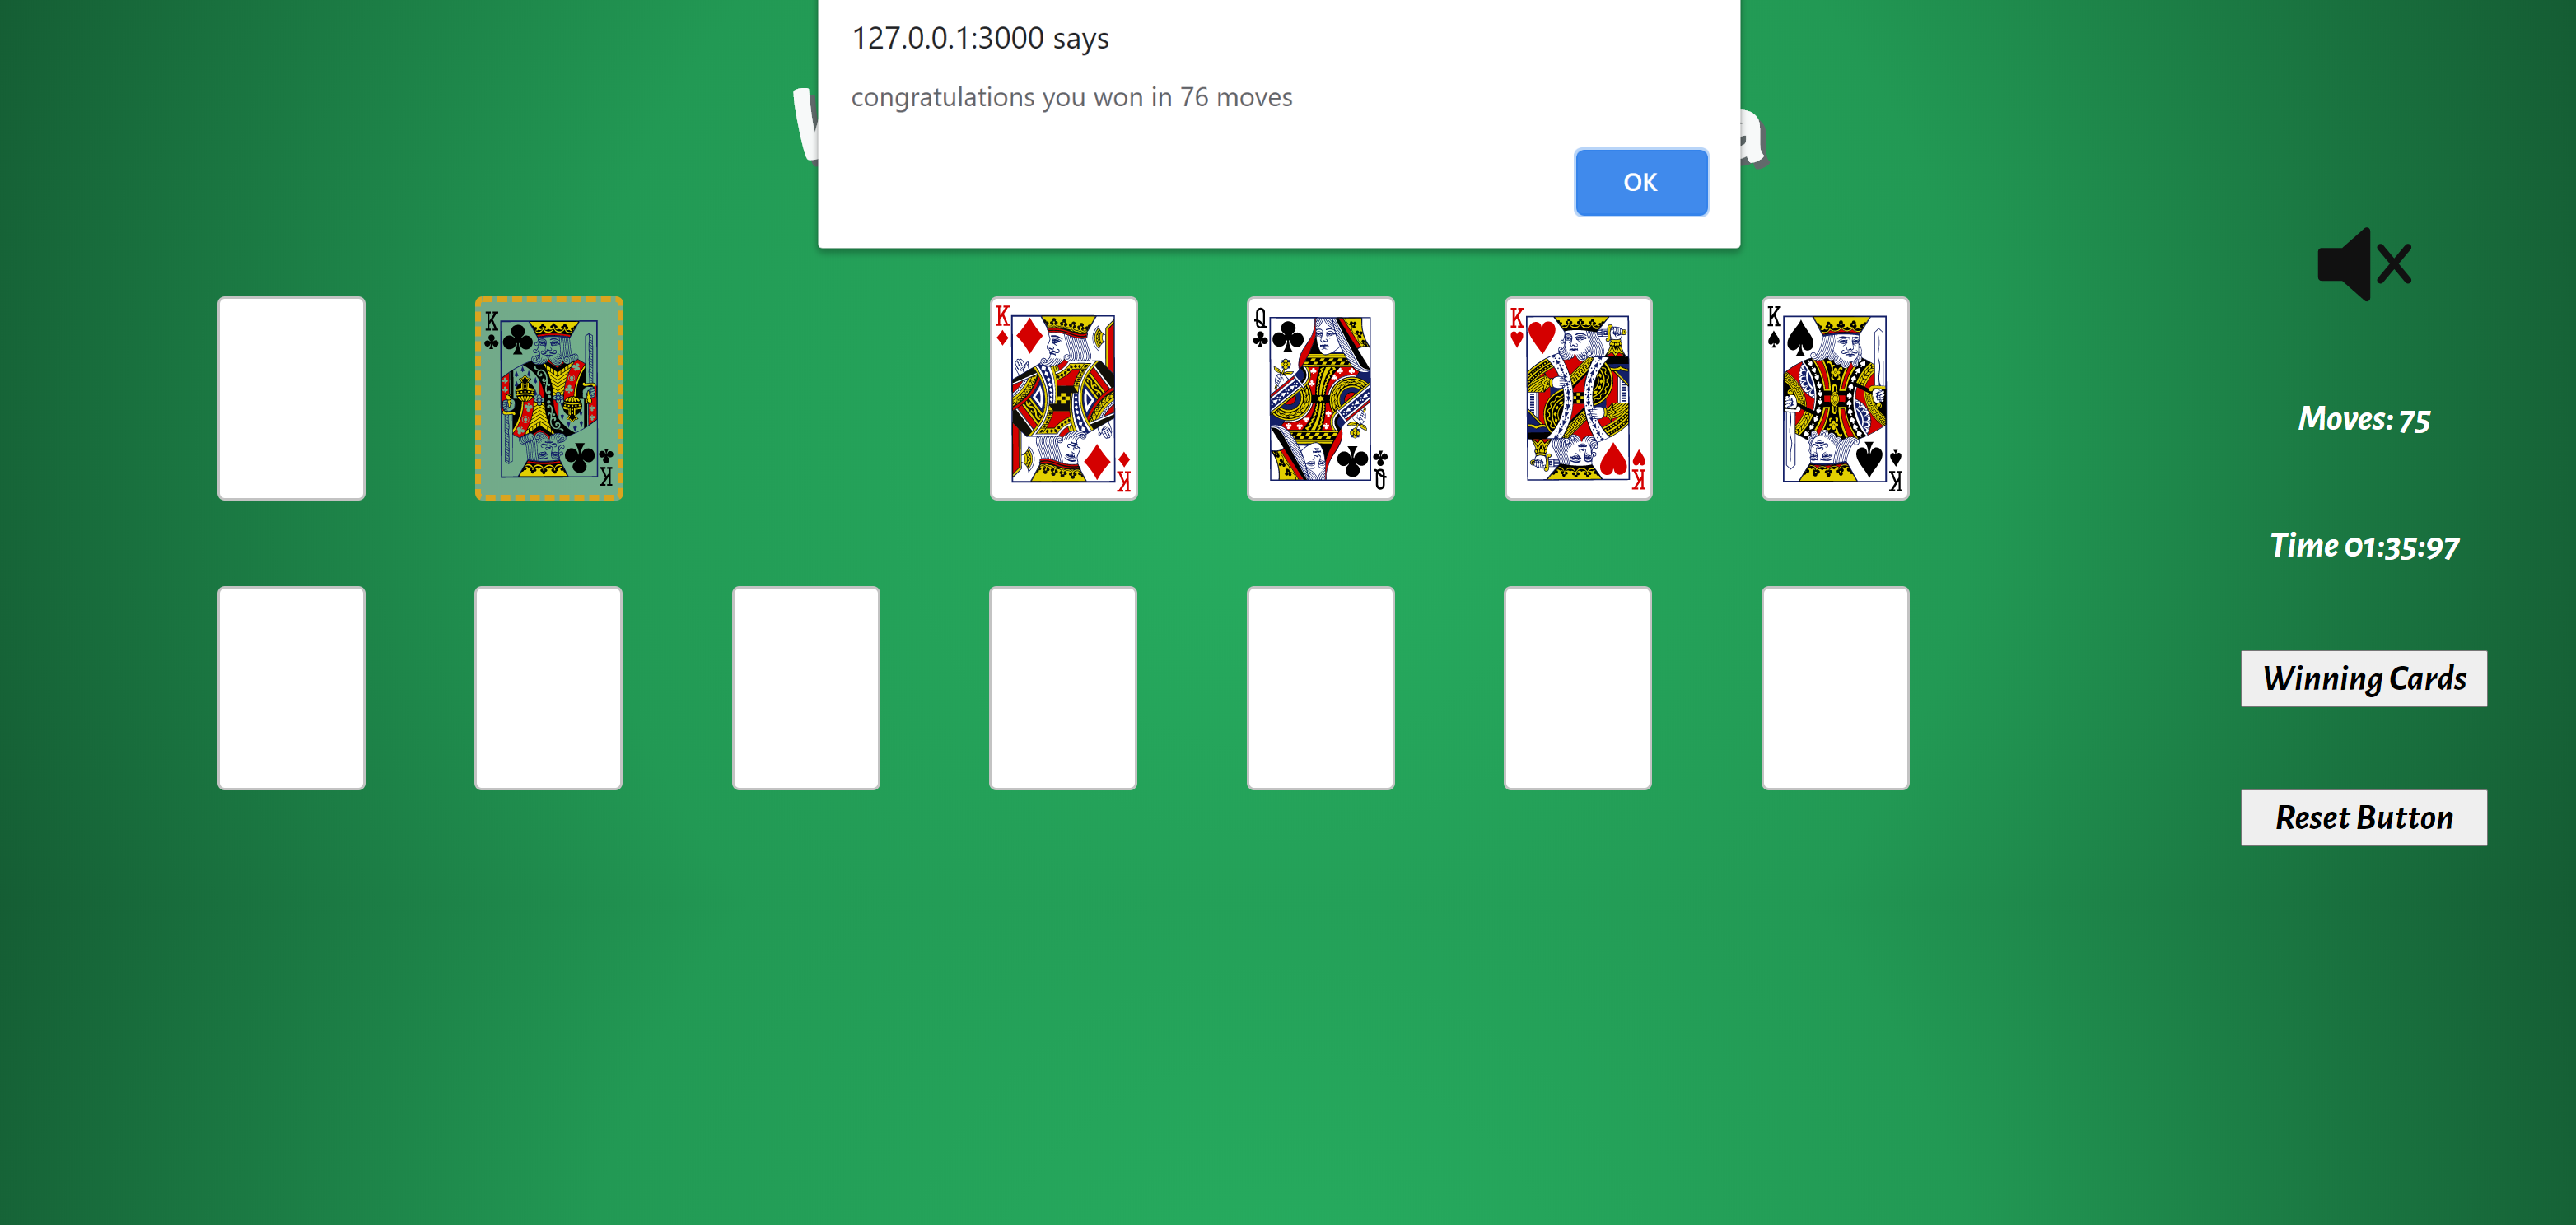 127.0.0.1:3000 says
congratulations you won in 76 moves
OK
K
K
K
K
Q
Q
K
K
K
K
Moves: 75
Time 01:35:97
Winning Cards
Reset Button